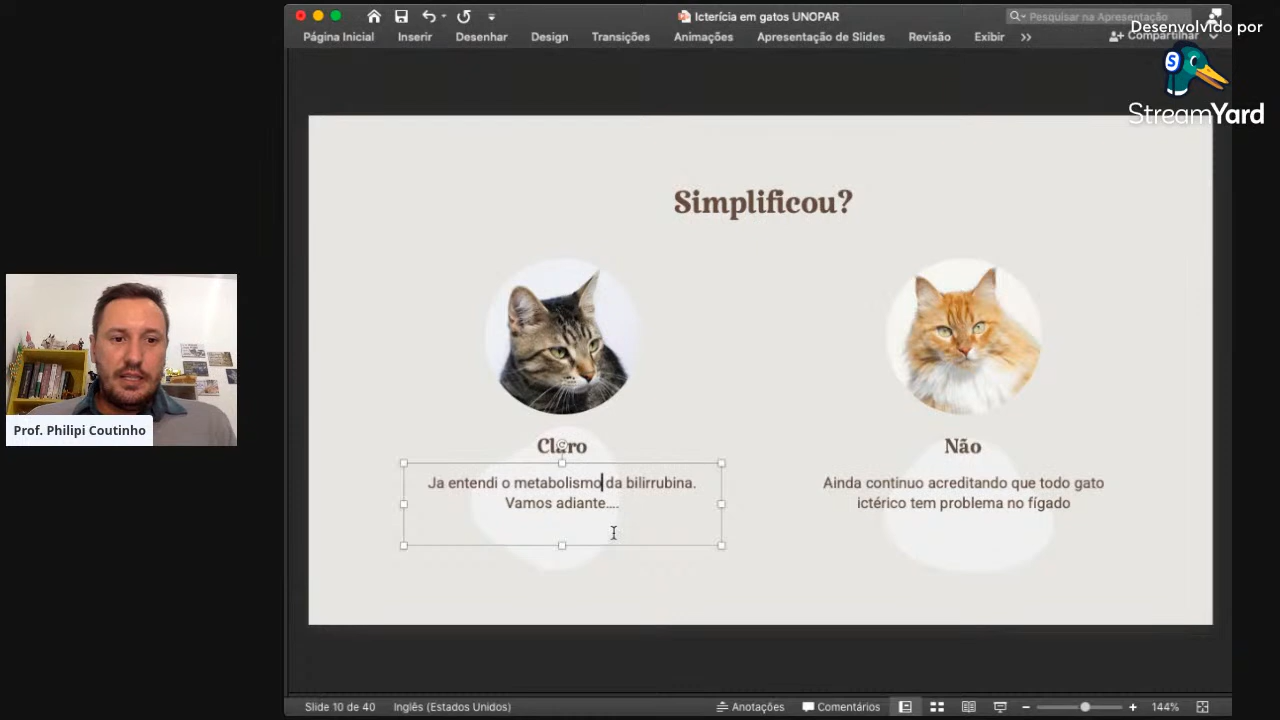 Icterícia em gatos UNOPAR
Pesquisar na Apresentação
Página Inicial
Inserir
Desenhar
Design
Transições
Animações
Apresentação de Slides
Revisão
Exibir
Compartilhar
Desenvolvido por
StreamYard
Simplificou?
Claro
Ja entendi o metabolismo da bilirrubina.
Vamos adiante....
Não
Ainda continuo acreditando que todo gato
ictérico tem problema no fígado
Prof. Philipi Coutinho
Slide 10 de 40
Inglês (Estados Unidos)
Anotações
Comentários
144%